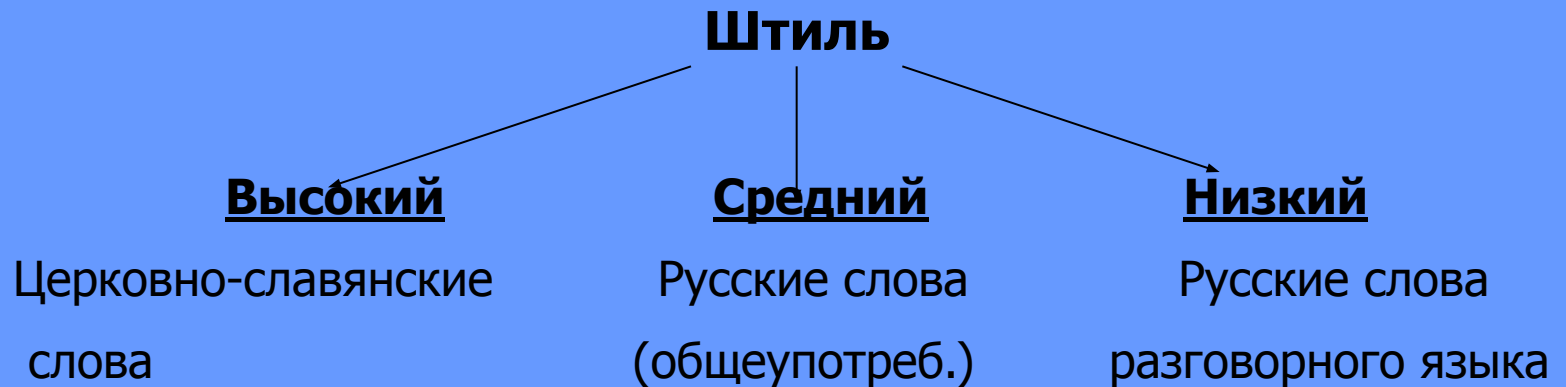 Штиль
Высокий Средний Низкий
Церковно-славянские Русские слова Русские слова
слова (общеупотреб.) разговорного языка